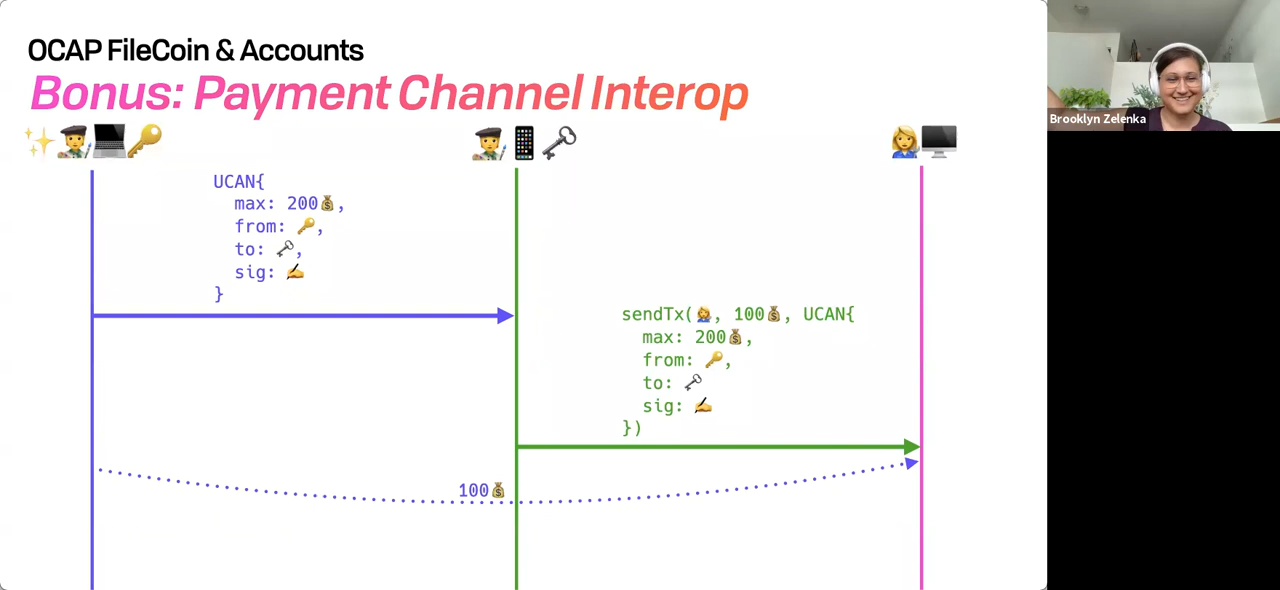 OCAP FileCoin & Accounts
Bonus: Payment Channel Interop
Brooklyn Zelenka
UCAN{
max: 200💰,
from: 🔑,
to: 🗝,
sig: ✍️
}
sendTx(💁‍♀️, 100💰, UCAN{
max: 200💰,
from: 🔑,
to: 🗝
sig: ✍️
})
100💰